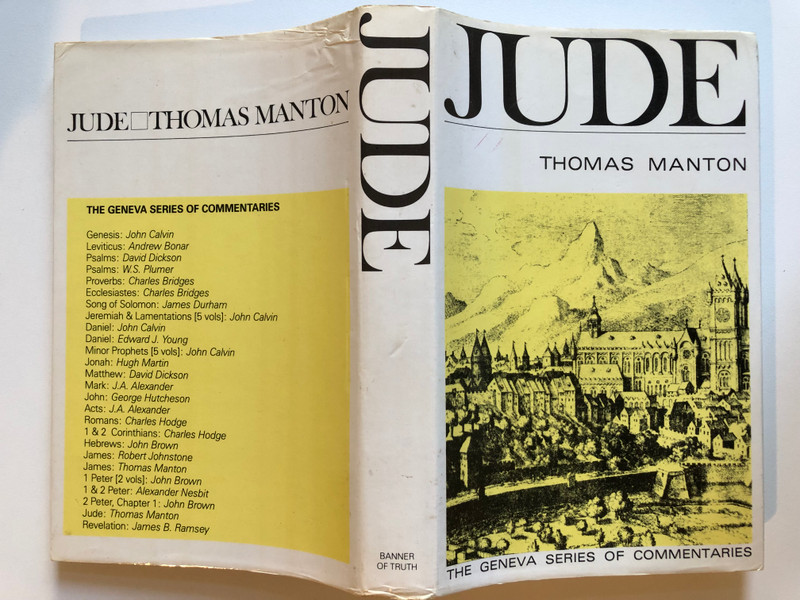 JUDE□THOMAS MANTON
THE GENEVA SERIES OF COMMENTARIES
Genesis: John Calvin
Leviticus: Andrew Bonar
Psalms: David Dickson
Psalms: W.S. Plumer
Proverbs: Charles Bridges
Ecclesiastes: Charles Bridges
Song of Solomon: James Durham
Jeremiah & Lamentations [5 vols]: John Calvin
Daniel: John Calvin
Daniel: Edward J. Young
Minor Prophets [5 vols]: John Calvin
Jonah: Hugh Martin
Matthew: David Dickson
Mark: J.A. Alexander
John: George Hutcheson
Acts: J.A. Alexander
Romans: Charles Hodge
1 & 2 Corinthians: Charles Hodge
Hebrews: John Brown
James: Robert Johnstone
James: Thomas Manton
1 Peter [2 vols]: John Brown
1 & 2 Peter: Alexander Nesbit
2 Peter, Chapter 1: John Brown
Jude: Thomas Manton
Revelation: James B. Ramsey
JUDE
BANNER
OF TRUTH
JUDE
THOMAS MANTON
THE GENEVA SERIES OF COMMENTARIES